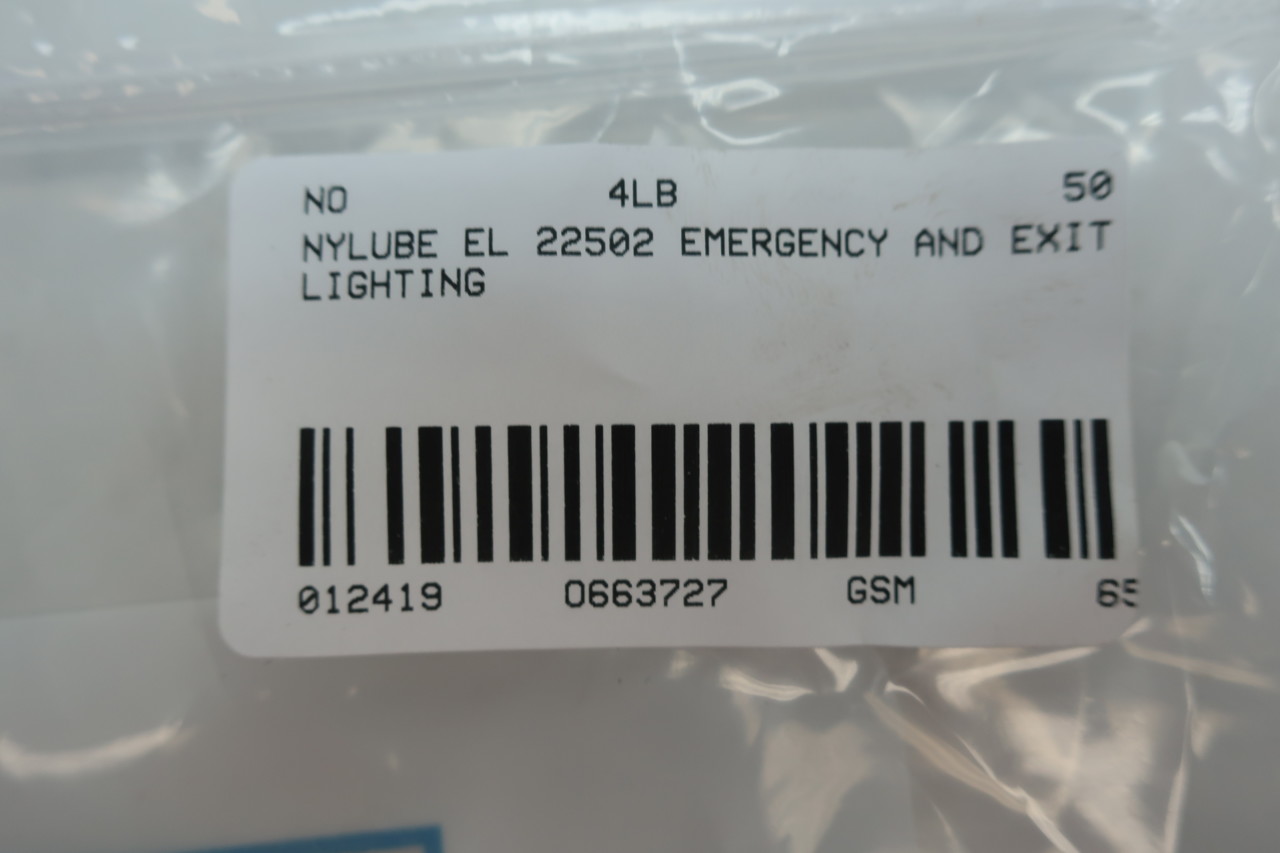 NO 4LB 50
NYLUBE EL 22502 EMERGENCY AND EXIT
LIGHTING
012419 0663727 GSM